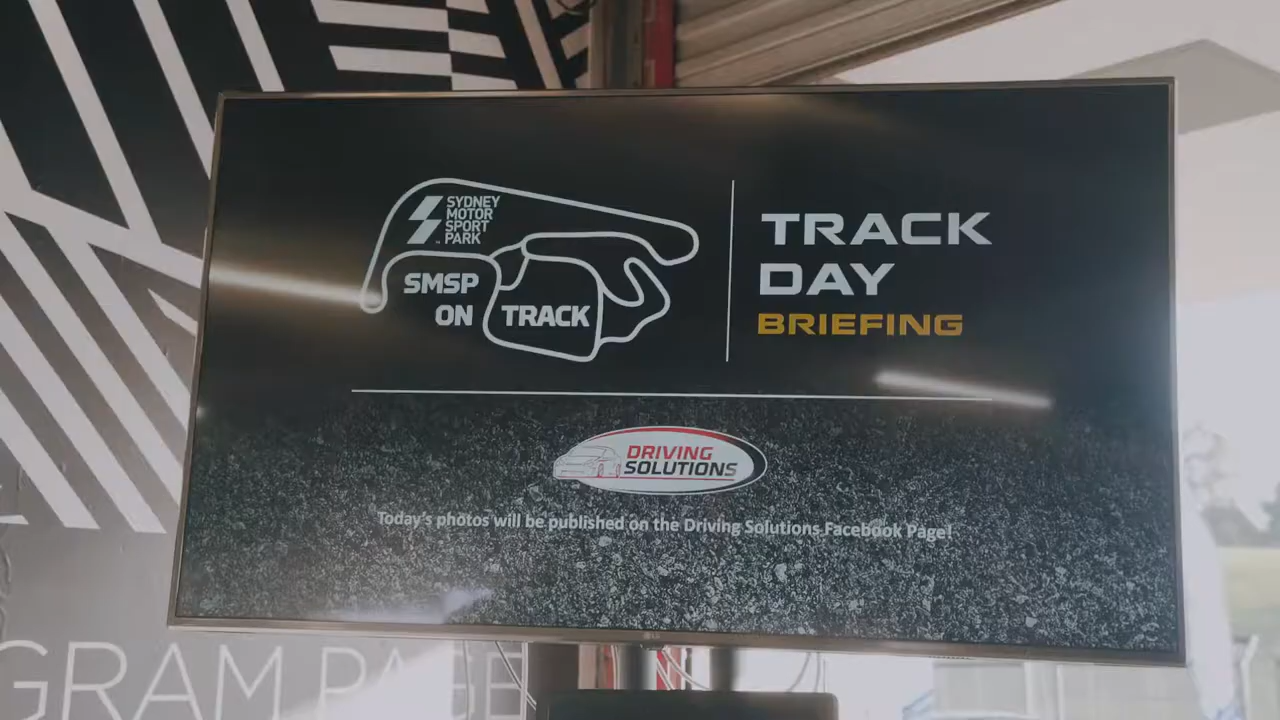 SYDNEY
MOTOR
SPORT
PARK
SMSP
ON TRACK
TRACK
DAY
BRIEFING
DRIVING
SOLUTIONS
Today's photos will be published on the Driving Solutions Facebook Page!
GRAM PAGE